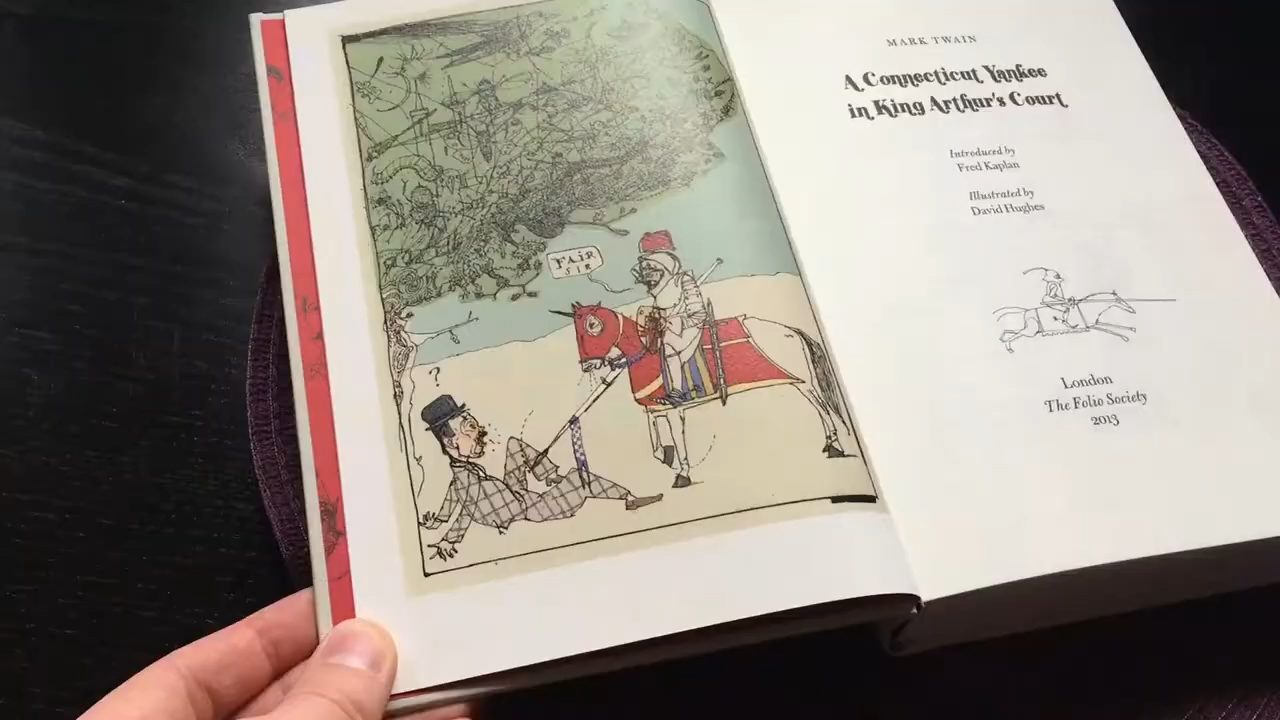 FAiR
SIR
?
MARK TWAIN
A Connecticut Yankee
in King Arthur's Court
Introduced by
Fred Kaplan
Illustrated by
David Hughes
London
The Folio Society
2013